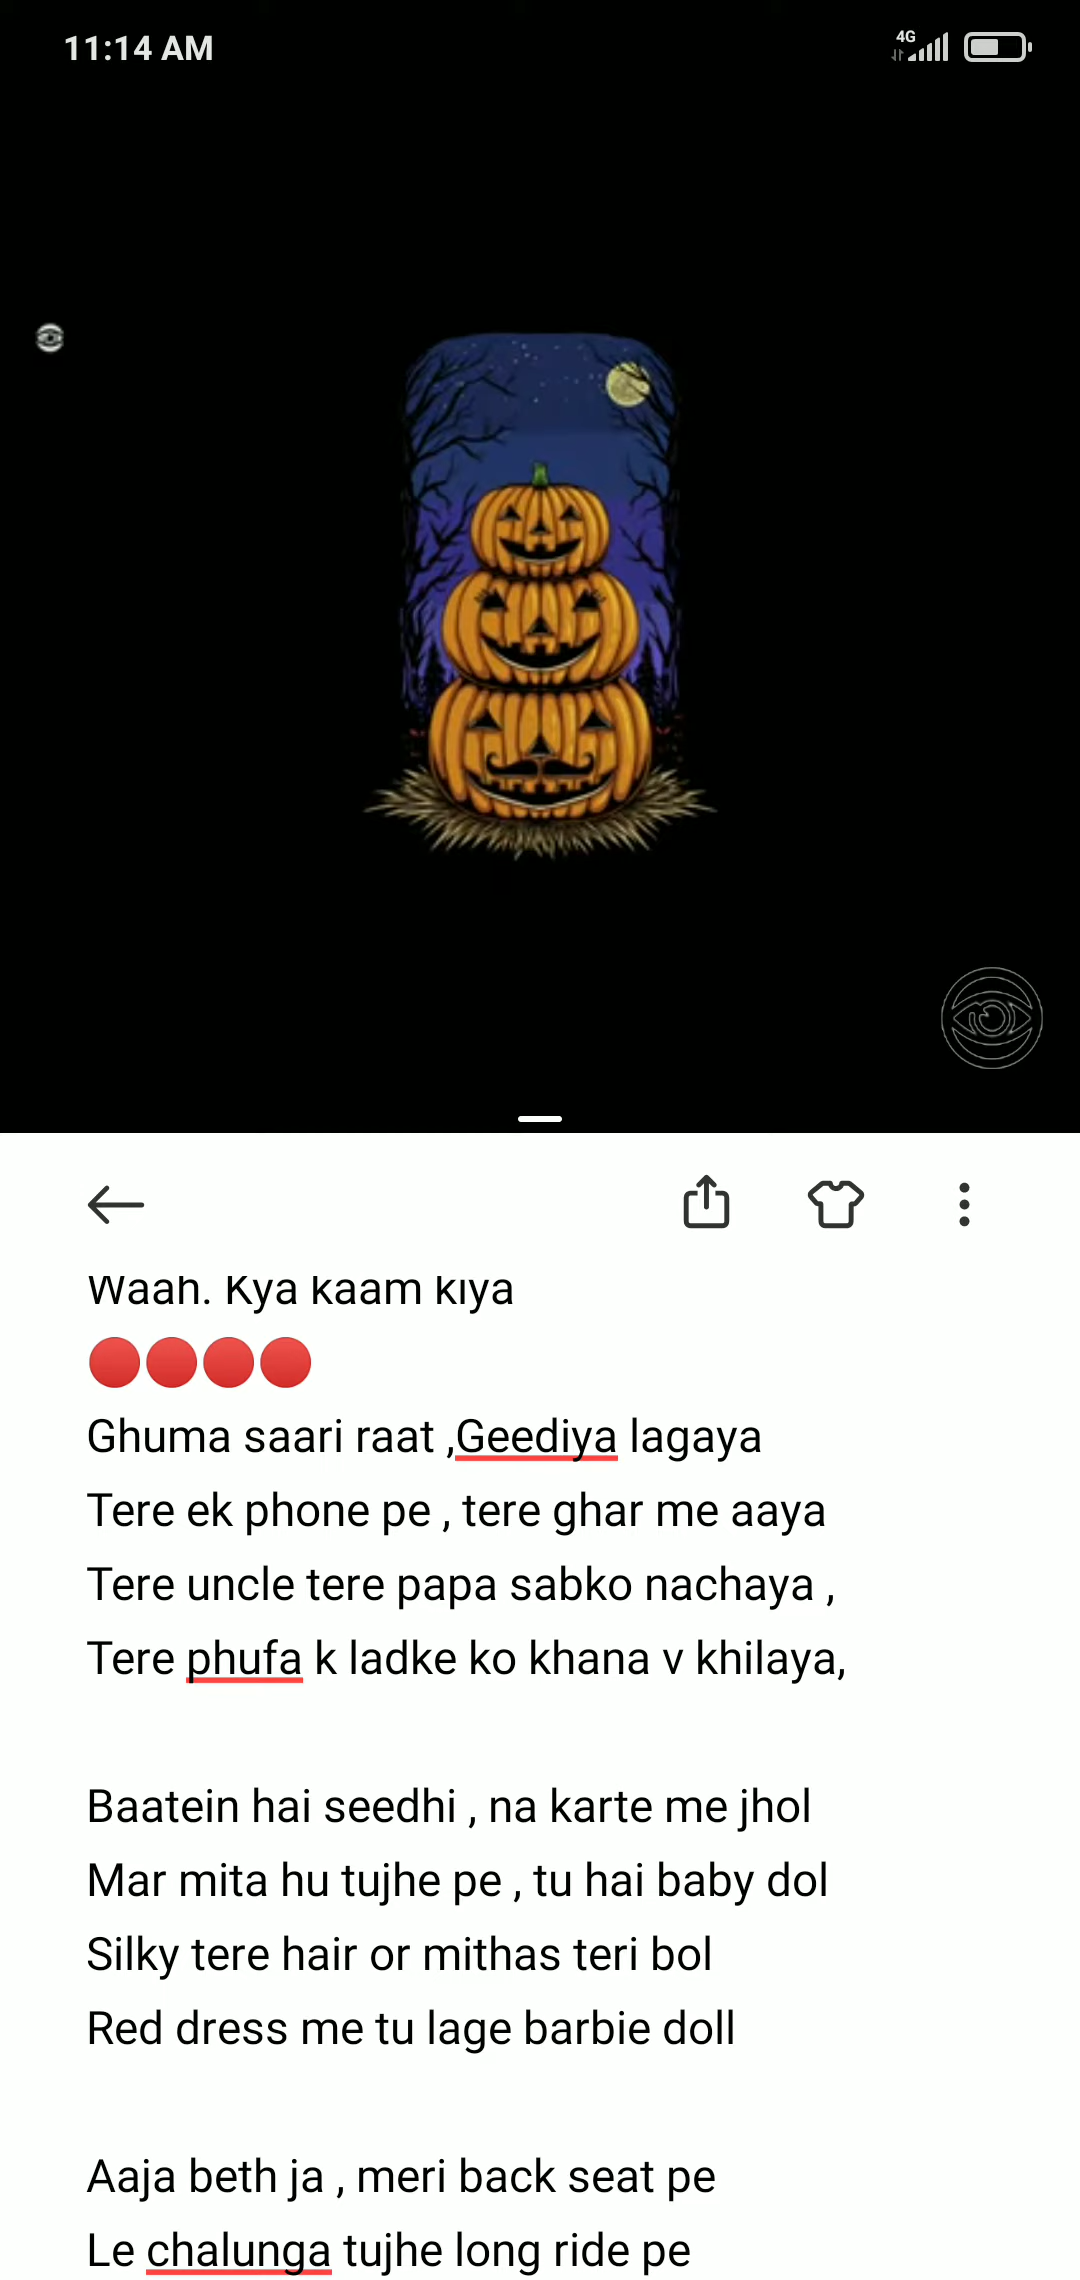 11:14 AM
4G
Waah. Kya kaam kiya
Ghuma saari raat ,Geediya lagaya
Tere ek phone pe , tere ghar me aaya
Tere uncle tere papa sabko nachaya ,
Tere phufa k ladke ko khana v khilaya,
Baatein hai seedhi , na karte me jhol
Mar mita hu tujhe pe , tu hai baby dol
Silky tere hair or mithas teri bol
Red dress me tu lage barbie doll
Aaja beth ja , meri back seat pe
Le chalunga tujhe long ride pe